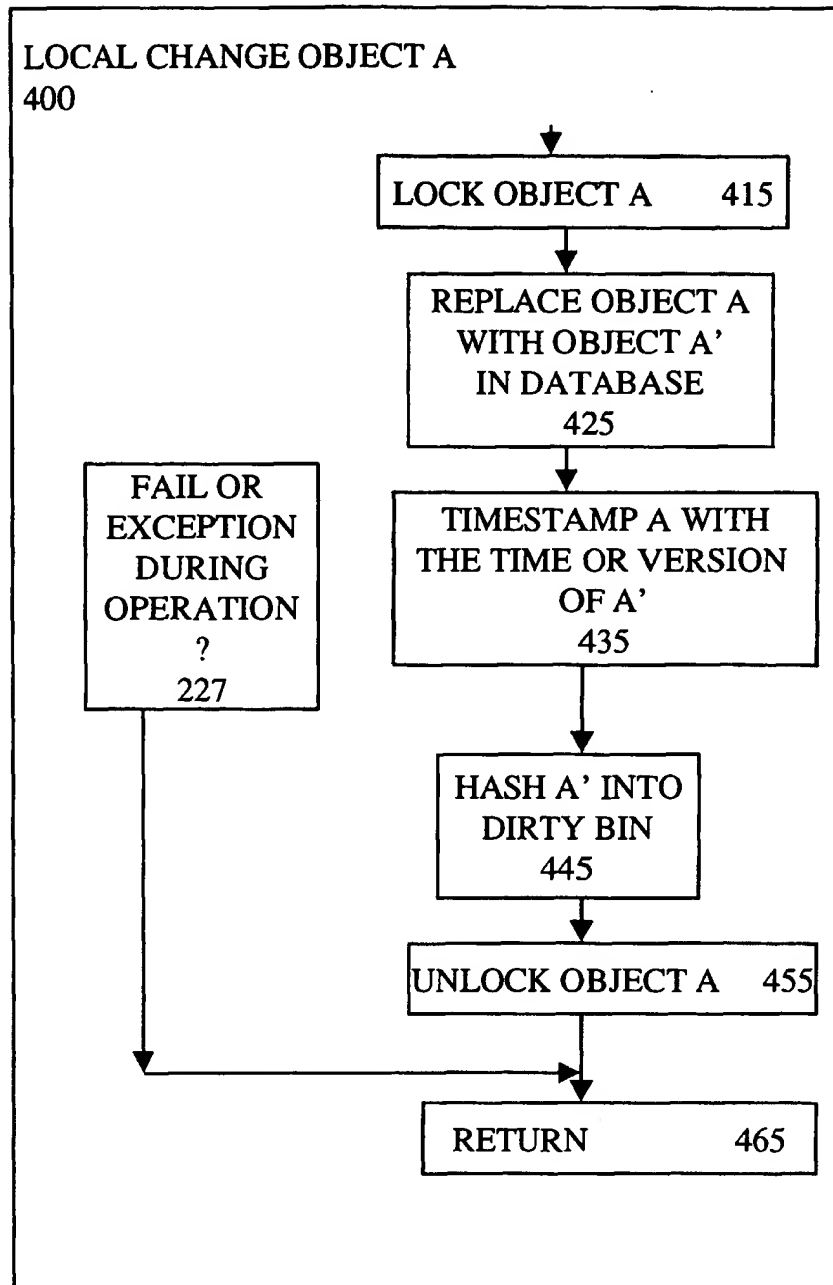 LOCAL CHANGE OBJECT A
400
LOCK OBJECT A 415
REPLACE OBJECT A
WITH OBJECT A'
IN DATABASE
425
FAIL OR
EXCEPTION
DURING
OPERATION
?
227
TIMESTAMP A WITH
THE TIME OR VERSION
OF A'
435
HASH A' INTO
DIRTY BIN
445
UNLOCK OBJECT A 455
RETURN 465